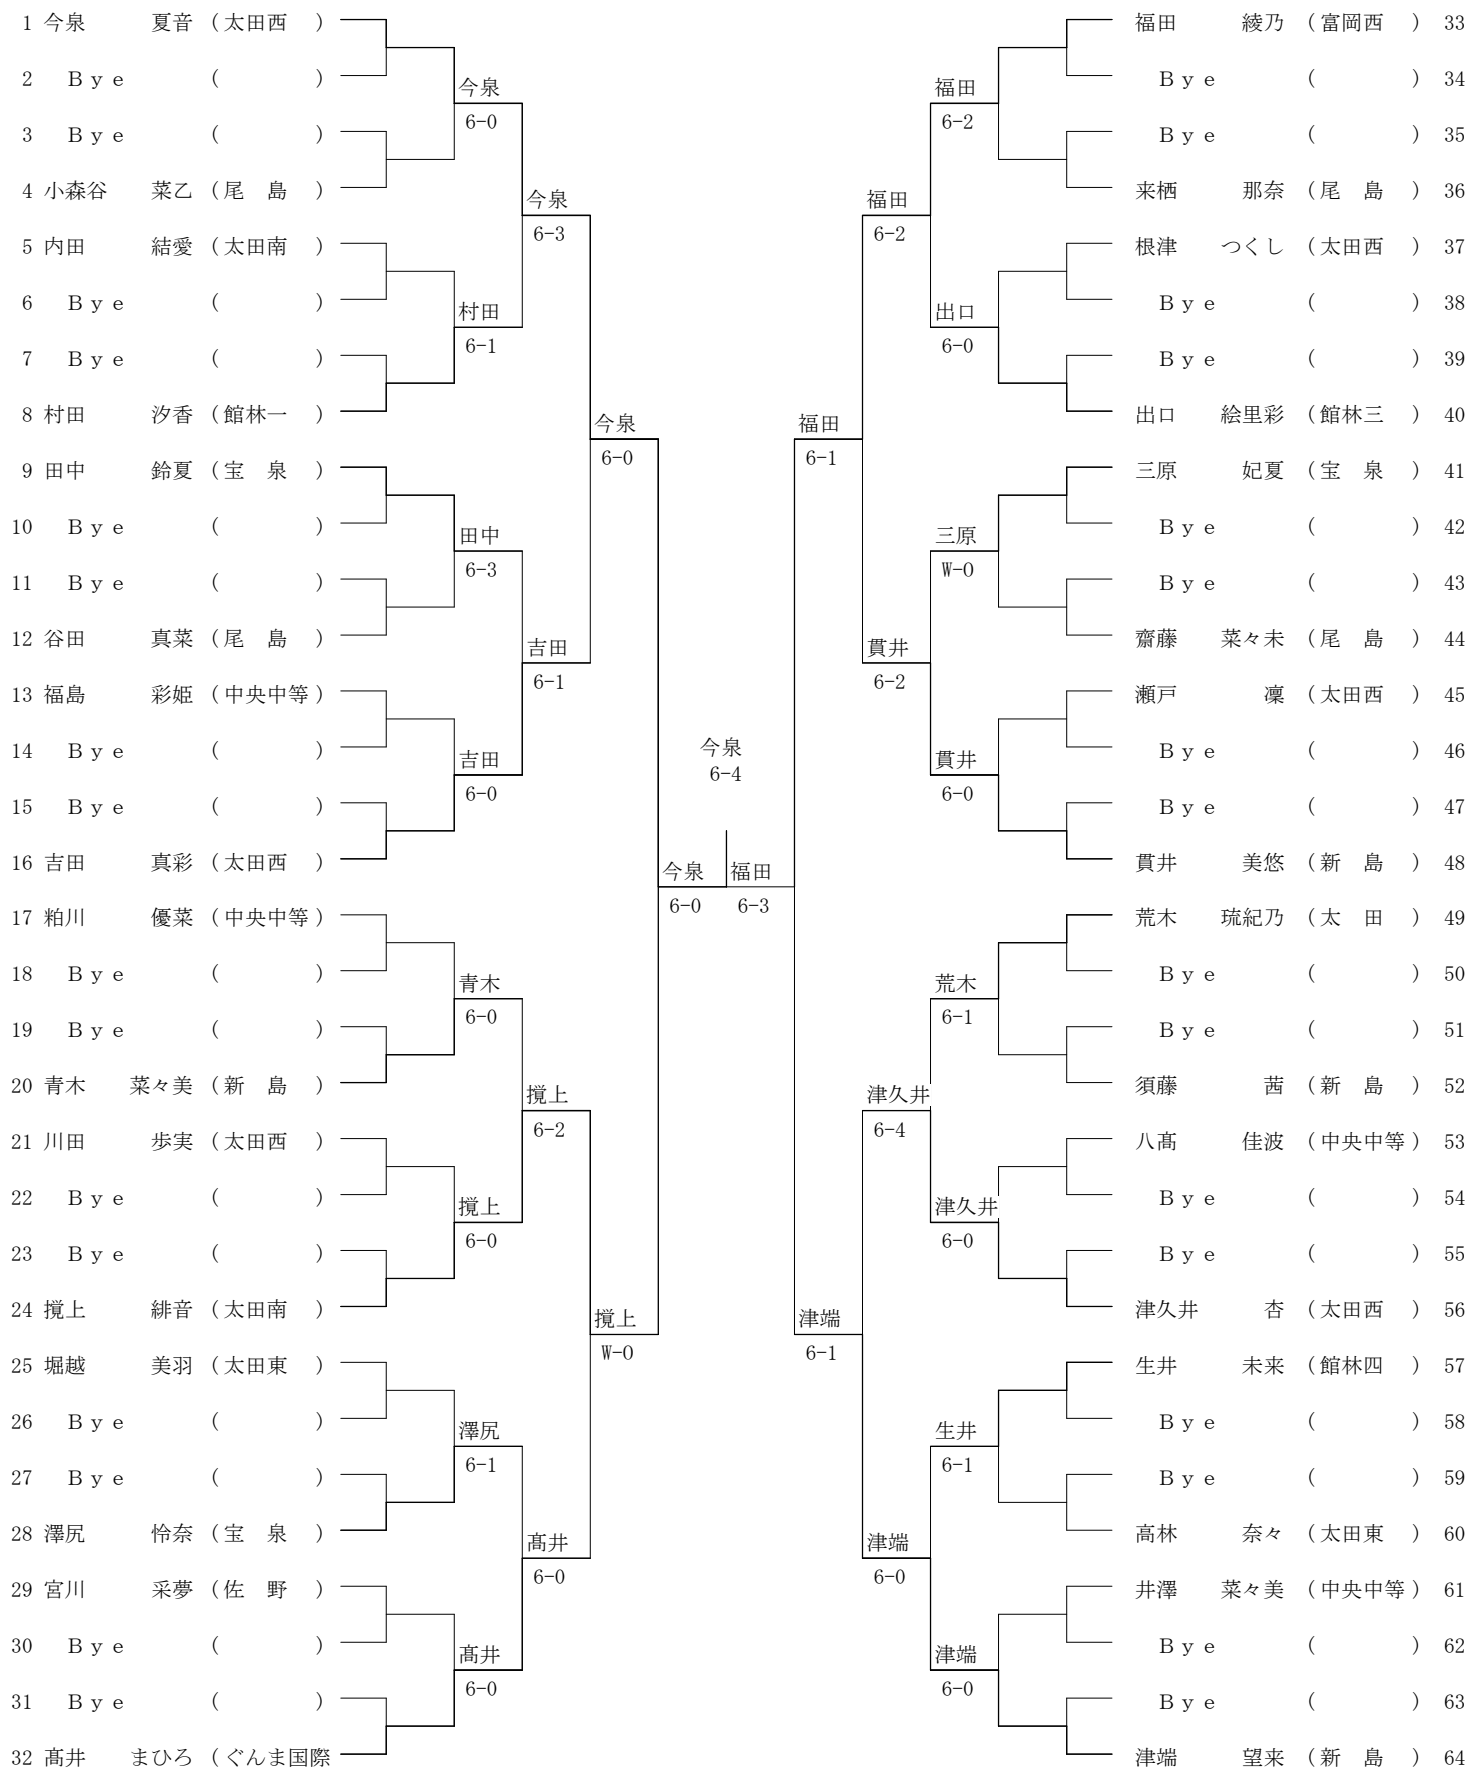 1 今泉 夏音 （太田西 ）
2 Ｂｙｅ （ ）
今泉
6-0
3 Ｂｙｅ （ ）
4 小森谷 菜乙 （尾 島 ）
今泉
6-3
5 内田 結愛 （太田南 ）
6 Ｂｙｅ （ ）
村田
6-1
7 Ｂｙｅ （ ）
8 村田 汐香 （館林一 ）
今泉
6-0
9 田中 鈴夏 （宝 泉 ）
10 Ｂｙｅ （ ）
田中
6-3
11 Ｂｙｅ （ ）
12 谷田 真菜 （尾 島 ）
吉田
6-1
13 福島 彩姫 （中央中等）
14 Ｂｙｅ （ ）
吉田
6-0
15 Ｂｙｅ （ ）
16 吉田 真彩 （太田西 ）
今泉
6-0
17 粕川 優菜 （中央中等）
18 Ｂｙｅ （ ）
青木
6-0
19 Ｂｙｅ （ ）
20 青木 菜々美 （新 島 ）
撹上
6-2
21 川田 歩実 （太田西 ）
22 Ｂｙｅ （ ）
撹上
6-0
23 Ｂｙｅ （ ）
24 撹上 緋音 （太田南 ）
撹上
W-0
25 堀越 美羽 （太田東 ）
26 Ｂｙｅ （ ）
澤尻
6-1
27 Ｂｙｅ （ ）
28 澤尻 怜奈 （宝 泉 ）
髙井
6-0
29 宮川 采夢 （佐 野 ）
30 Ｂｙｅ （ ）
髙井
6-0
31 Ｂｙｅ （ ）
32 髙井 まひろ （ぐんま国際
今泉
6-4
福田 綾乃 （富岡西 ） 33
Ｂｙｅ （ ） 34
福田
6-2
Ｂｙｅ （ ） 35
来栖 那奈 （尾 島 ） 36
福田
6-2
根津 つくし （太田西 ） 37
Ｂｙｅ （ ） 38
出口
6-0
Ｂｙｅ （ ） 39
出口 絵里彩 （館林三 ） 40
福田
6-1
三原 妃夏 （宝 泉 ） 41
Ｂｙｅ （ ） 42
三原
W-0
Ｂｙｅ （ ） 43
齋藤 菜々未 （尾 島 ） 44
貫井
6-2
瀬戸 凜 （太田西 ） 45
Ｂｙｅ （ ） 46
貫井
6-0
Ｂｙｅ （ ） 47
貫井 美悠 （新 島 ） 48
福田
6-3
荒木 琉紀乃 （太 田 ） 49
Ｂｙｅ （ ） 50
荒木
6-1
Ｂｙｅ （ ） 51
須藤 茜 （新 島 ） 52
津久井
6-4
八髙 佳波 （中央中等） 53
Ｂｙｅ （ ） 54
津久井
6-0
Ｂｙｅ （ ） 55
津久井 杏 （太田西 ） 56
津端
6-1
生井 未来 （館林四 ） 57
Ｂｙｅ （ ） 58
生井
6-1
Ｂｙｅ （ ） 59
高林 奈々 （太田東 ） 60
津端
6-0
井澤 菜々美 （中央中等） 61
Ｂｙｅ （ ） 62
津端
6-0
Ｂｙｅ （ ） 63
津端 望来 （新 島 ） 64